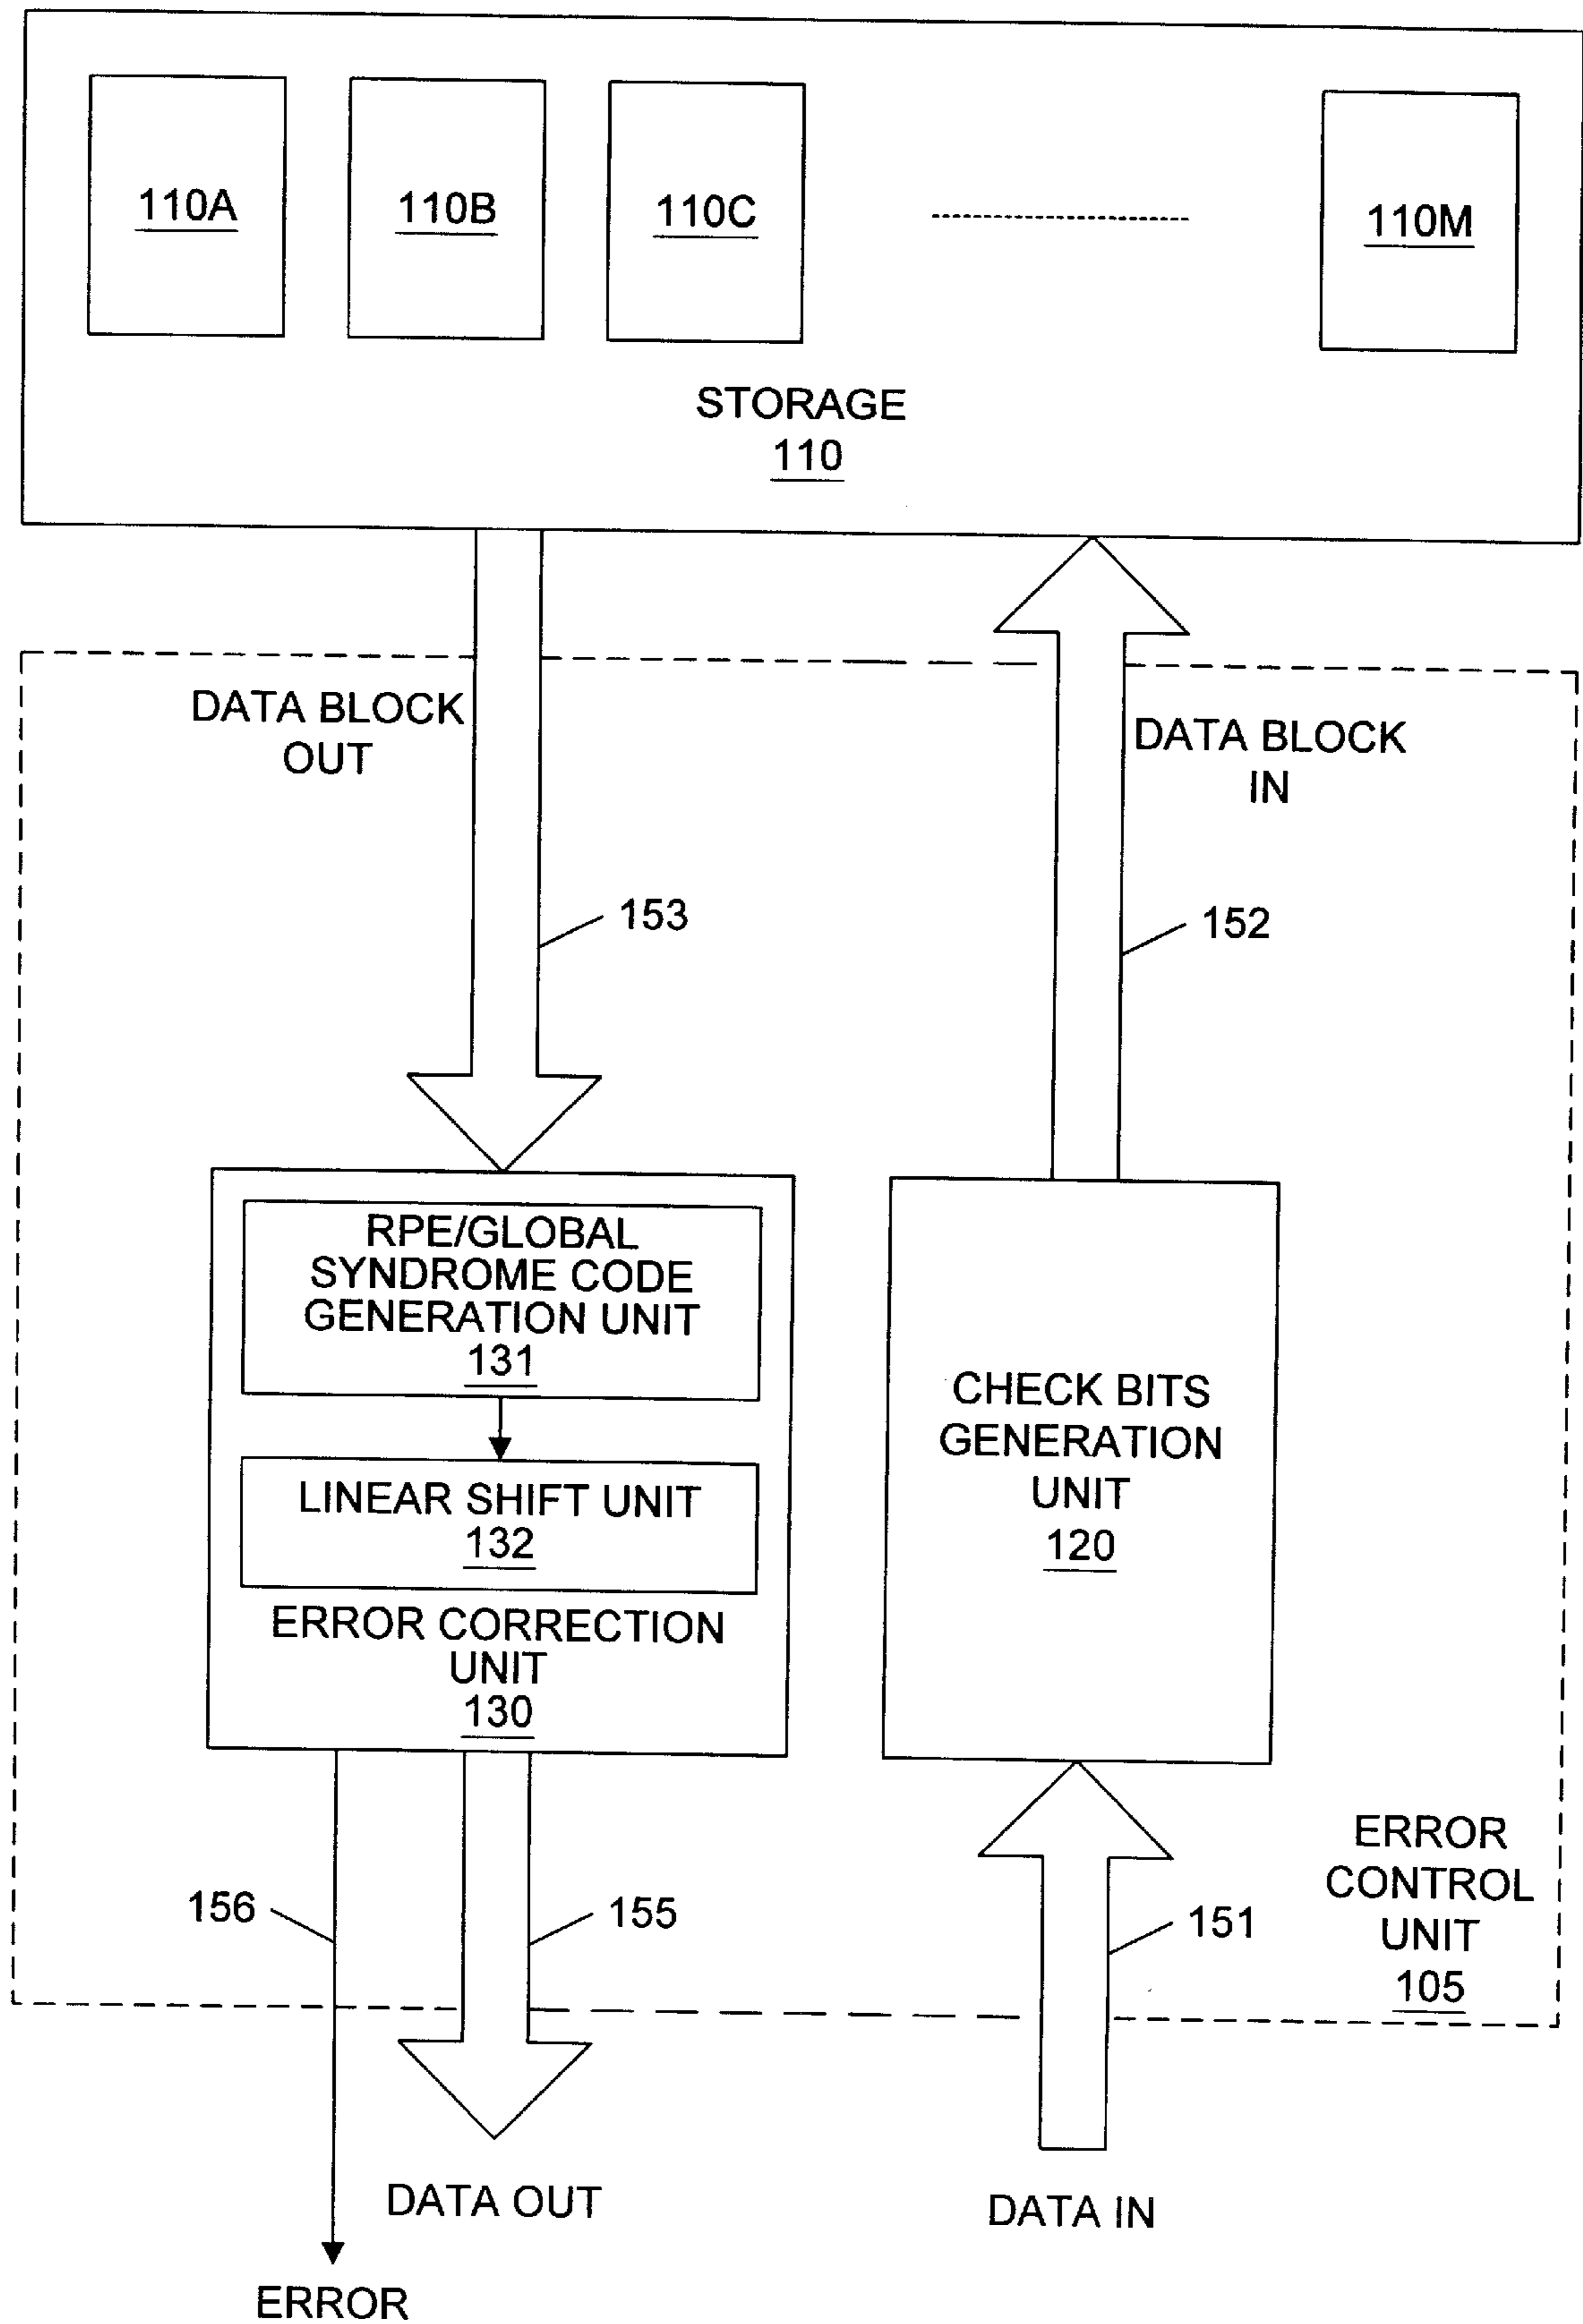 110A
110B
110C
110M
STORAGE
110
DATA BLOCK
OUT
DATA BLOCK
IN
153
152
RPE/GLOBAL
SYNDROME CODE
GENERATION UNIT
131
LINEAR SHIFT UNIT
132
ERROR CORRECTION
UNIT
130
CHECK BITS
GENERATION
UNIT
120
156
155
151
ERROR
CONTROL
UNIT
105
DATA OUT
DATA IN
ERROR